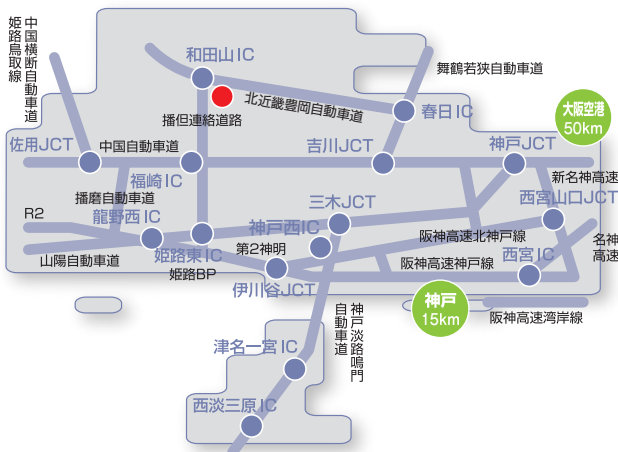 中国横断自動車道
姫路鳥取線
和田山IC
舞鶴若狭自動車道
北近畿豊岡自動車道
春日IC
大阪空港
50km
播但連絡道路
佐用JCT
中国自動車道
吉川JCT
神戸JCT
福崎IC
新名神高速
播磨自動車道
三木JCT
西宮山口JCT
R2
龍野西IC
神戸西IC
阪神高速北神戸線
名神
高速
山陽自動車道
姫路東IC
第2神明
西宮IC
姫路BP
阪神高速神戸線
伊川谷JCT
神戸
15km
神戸淡路鳴門
自動車道
阪神高速湾岸線
津名一宮IC
西淡三原IC